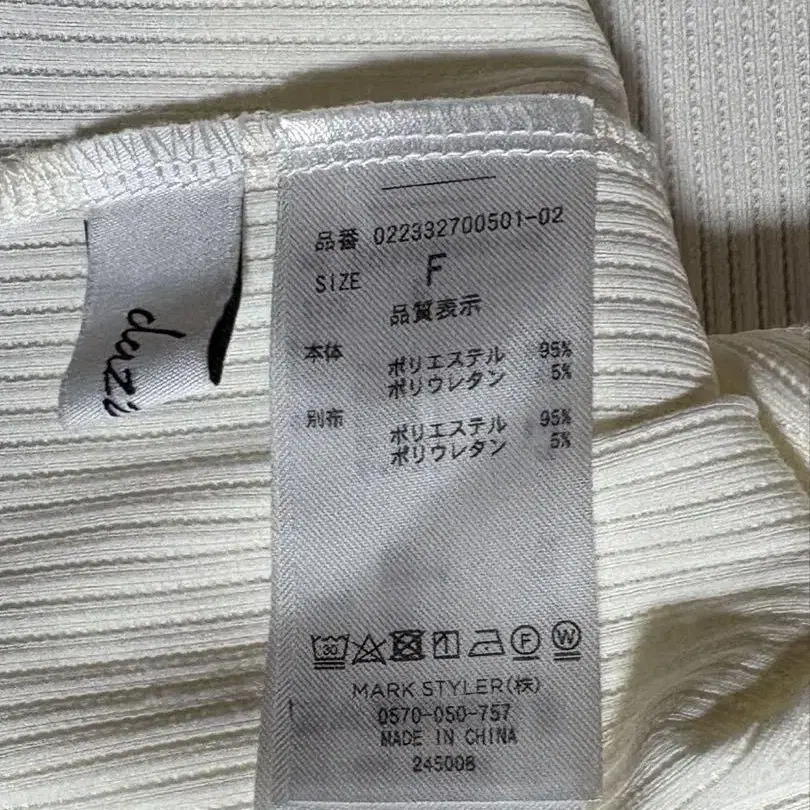 品番 022332700501-02
SIZE F
品質表示
本体 ポリエステル 95%
ポリウレタン 5%
別布 ポリエステル 95%
ポリウレタン 5%
30 F W
MARK STYLER(株)
0570-050-757
MADE IN CHINA
245008